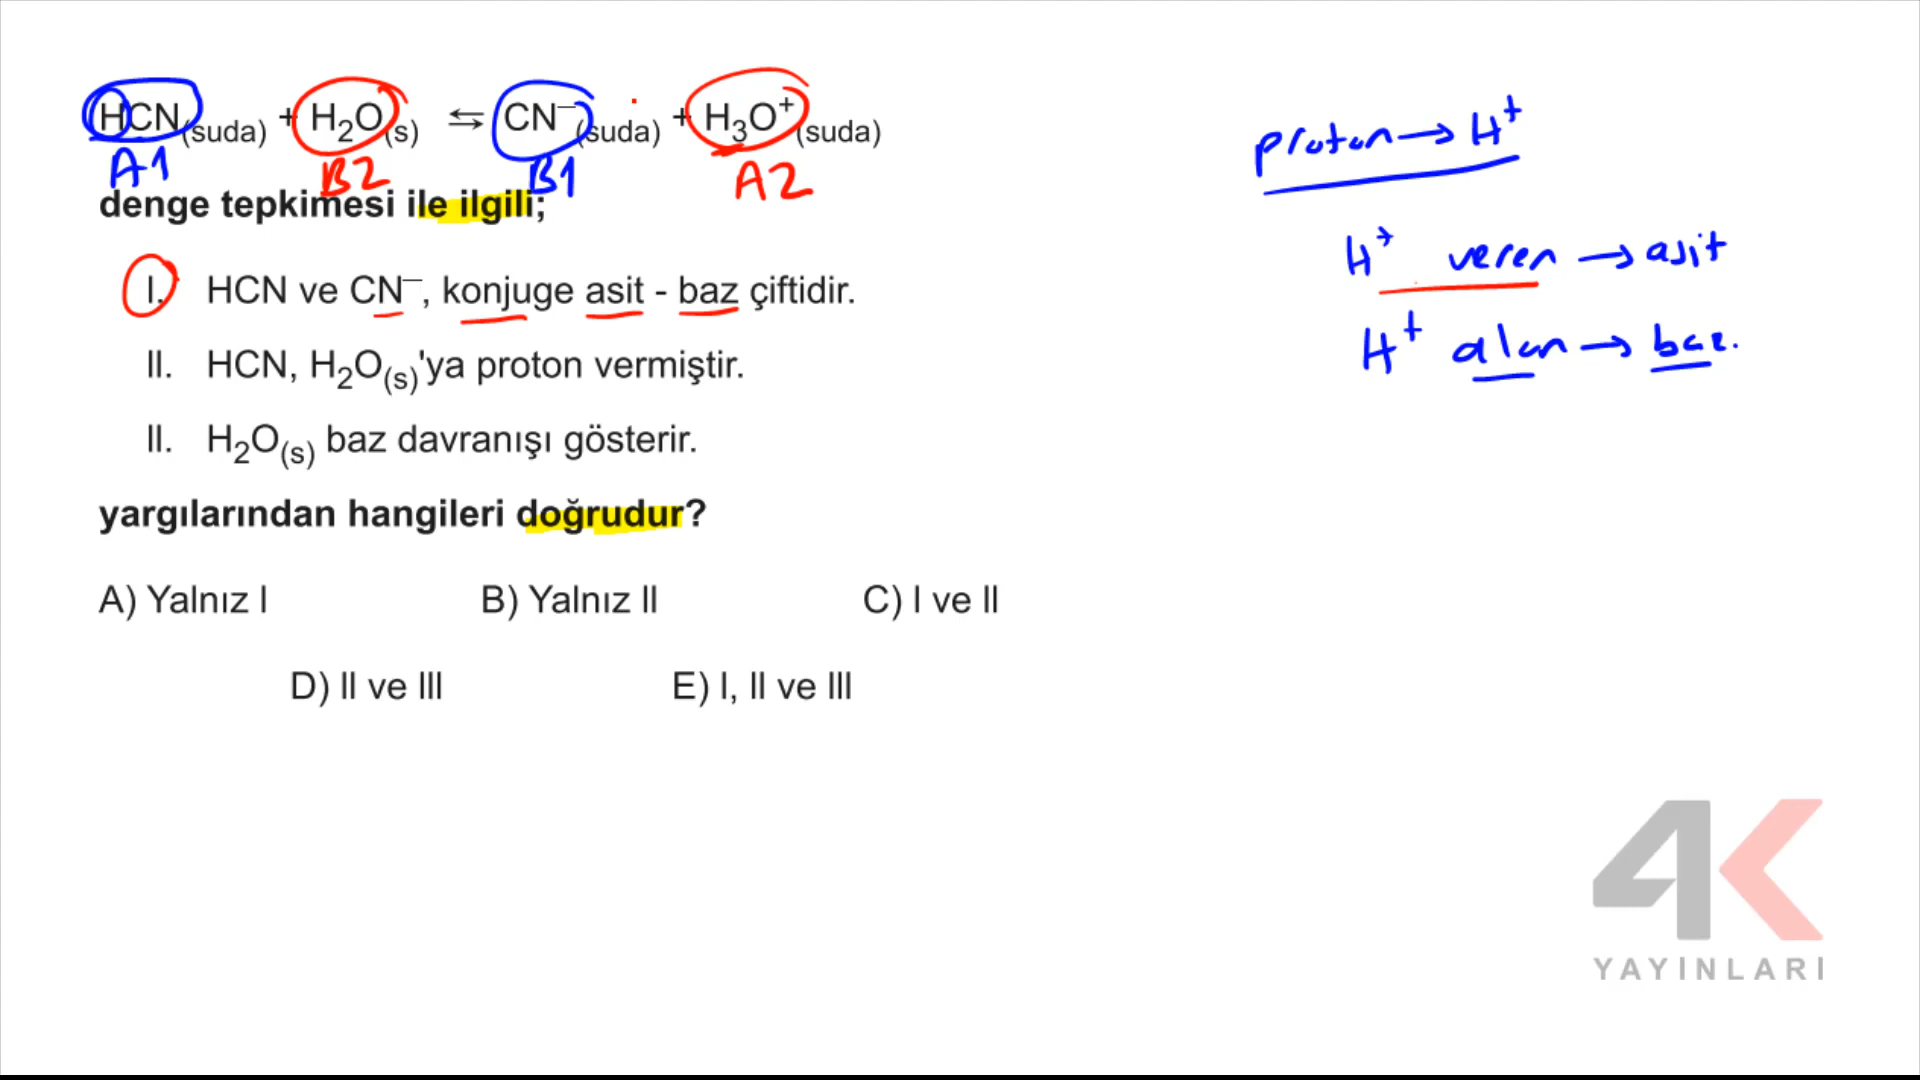 HCN(suda) + H₂O(s) ⇆ CN⁻(suda) + H₃O⁺(suda)
A1 B2 B1 A2
denge tepkimesi ile ilgili;
I. HCN ve CN⁻, konjuge asit - baz çiftidir.
II. HCN, H₂O(s)'ya proton vermiştir.
II. H₂O(s) baz davranışı gösterir.
yargılarından hangileri doğrudur?
A) Yalnız I B) Yalnız II C) I ve II
D) II ve III E) I, II ve III
proton → H⁺
H⁺ veren → asit
H⁺ alan → baz.
4K
YAYINLARI